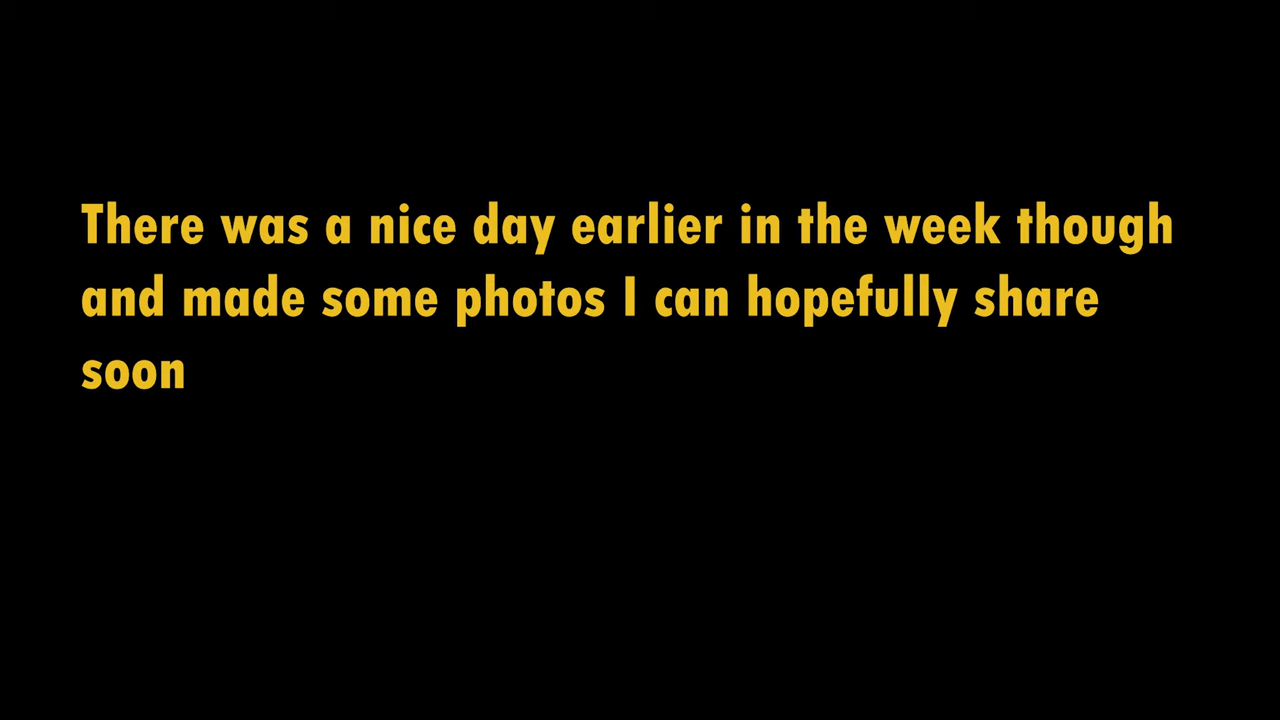 There was a nice day earlier in the week though
and made some photos I can hopefully share
soon